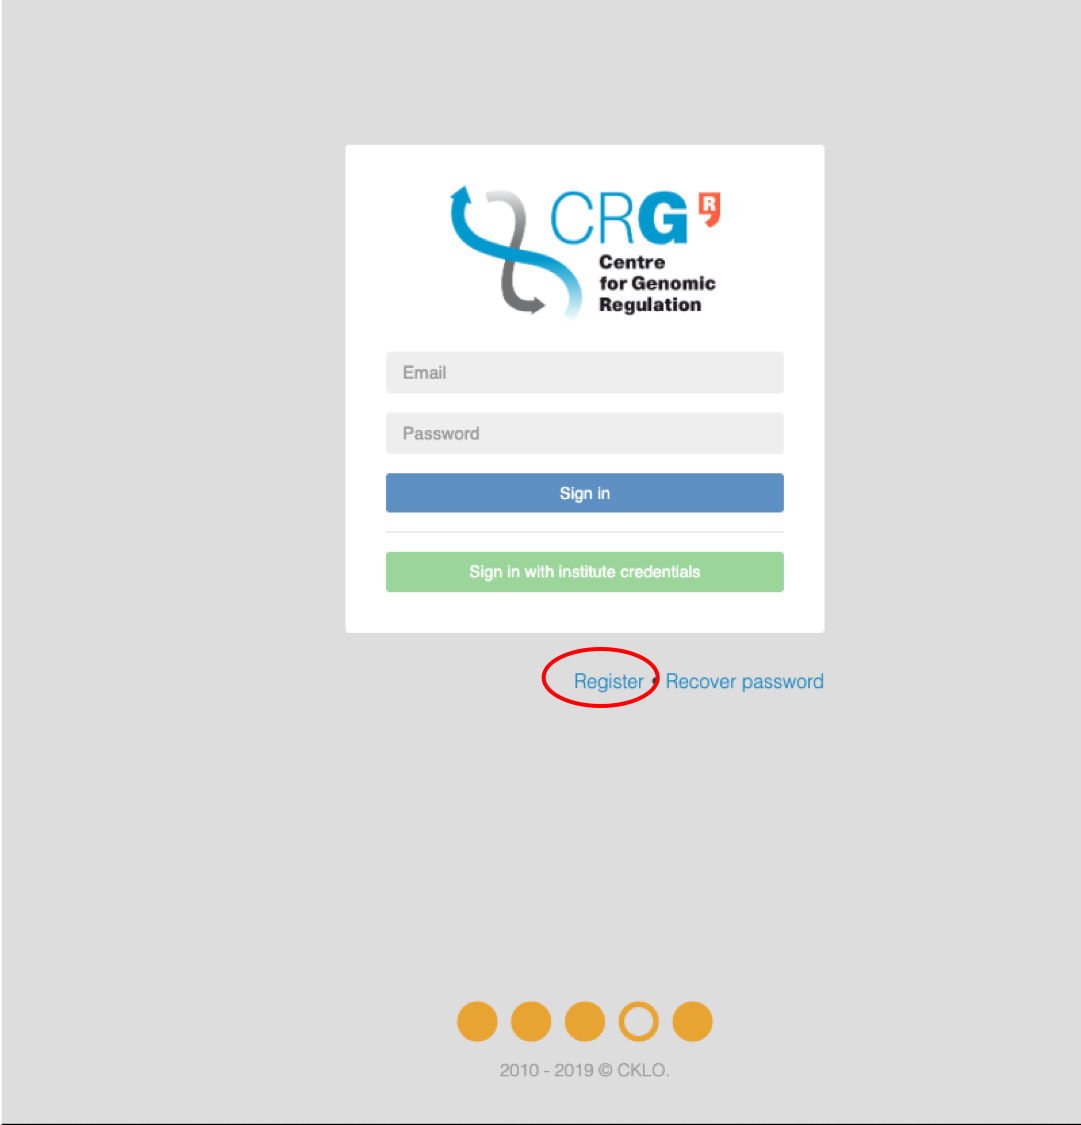 CRG R
Centre
for Genomic
Regulation
Email
Password
Sign in
Sign in with institute credentials
Register • Recover password
2010 - 2019 © CKLO.